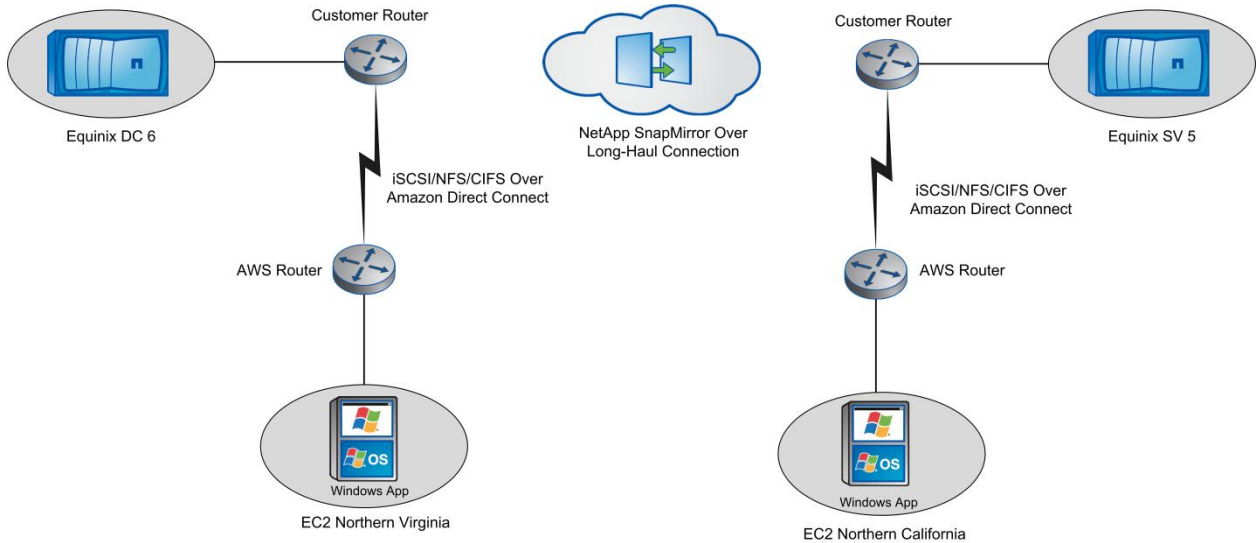 Customer Router
Equinix DC 6
iSCSI/NFS/CIFS Over
Amazon Direct Connect
AWS Router
OS
Windows App
EC2 Northern Virginia
NetApp SnapMirror Over
Long-Haul Connection
Customer Router
Equinix SV 5
iSCSI/NFS/CIFS Over
Amazon Direct Connect
AWS Router
OS
Windows App
EC2 Northern California